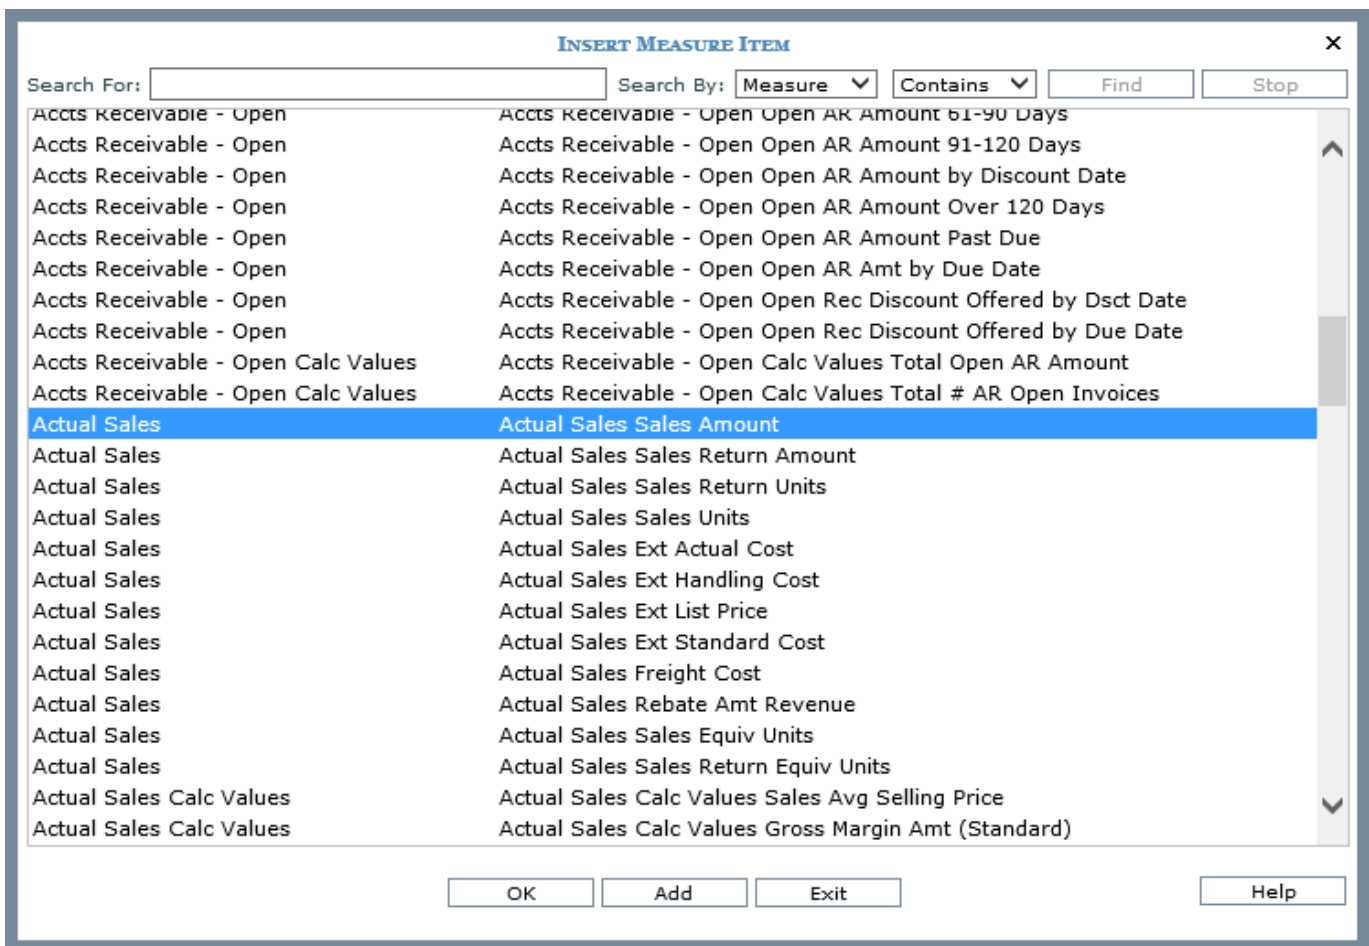 INSERT MEASURE ITEM
Search For: Search By: Measure Contains Find Stop
Accts Receivable - Open Accts Receivable - Open Open AR Amount 61-90 Days
Accts Receivable - Open Accts Receivable - Open Open AR Amount 91-120 Days
Accts Receivable - Open Accts Receivable - Open Open AR Amount by Discount Date
Accts Receivable - Open Accts Receivable - Open Open AR Amount Over 120 Days
Accts Receivable - Open Accts Receivable - Open Open AR Amount Past Due
Accts Receivable - Open Accts Receivable - Open Open AR Amt by Due Date
Accts Receivable - Open Accts Receivable - Open Open Rec Discount Offered by Dsct Date
Accts Receivable - Open Accts Receivable - Open Open Rec Discount Offered by Due Date
Accts Receivable - Open Calc Values Accts Receivable - Open Calc Values Total Open AR Amount
Accts Receivable - Open Calc Values Accts Receivable - Open Calc Values Total # AR Open Invoices
Actual Sales Actual Sales Sales Amount
Actual Sales Actual Sales Sales Return Amount
Actual Sales Actual Sales Sales Return Units
Actual Sales Actual Sales Sales Units
Actual Sales Actual Sales Ext Actual Cost
Actual Sales Actual Sales Ext Handling Cost
Actual Sales Actual Sales Ext List Price
Actual Sales Actual Sales Ext Standard Cost
Actual Sales Actual Sales Freight Cost
Actual Sales Actual Sales Rebate Amt Revenue
Actual Sales Actual Sales Sales Equiv Units
Actual Sales Actual Sales Sales Return Equiv Units
Actual Sales Calc Values Actual Sales Calc Values Sales Avg Selling Price
Actual Sales Calc Values Actual Sales Calc Values Gross Margin Amt (Standard)
OK Add Exit Help